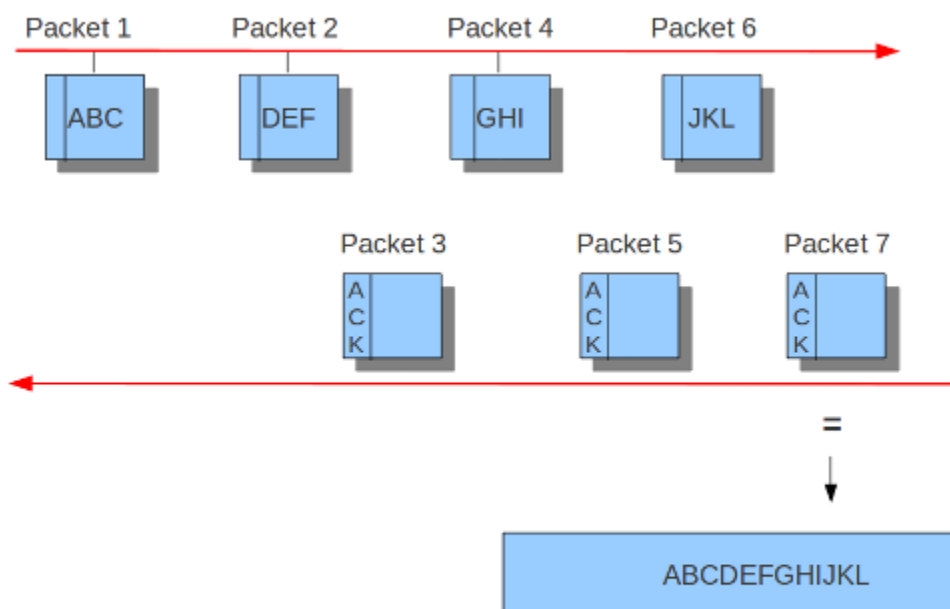 Packet 1 Packet 2 Packet 4 Packet 6
ABC DEF GHI JKL
Packet 3 Packet 5 Packet 7
A A A
C C C
K K K
=
ABCDEFGHIJKL